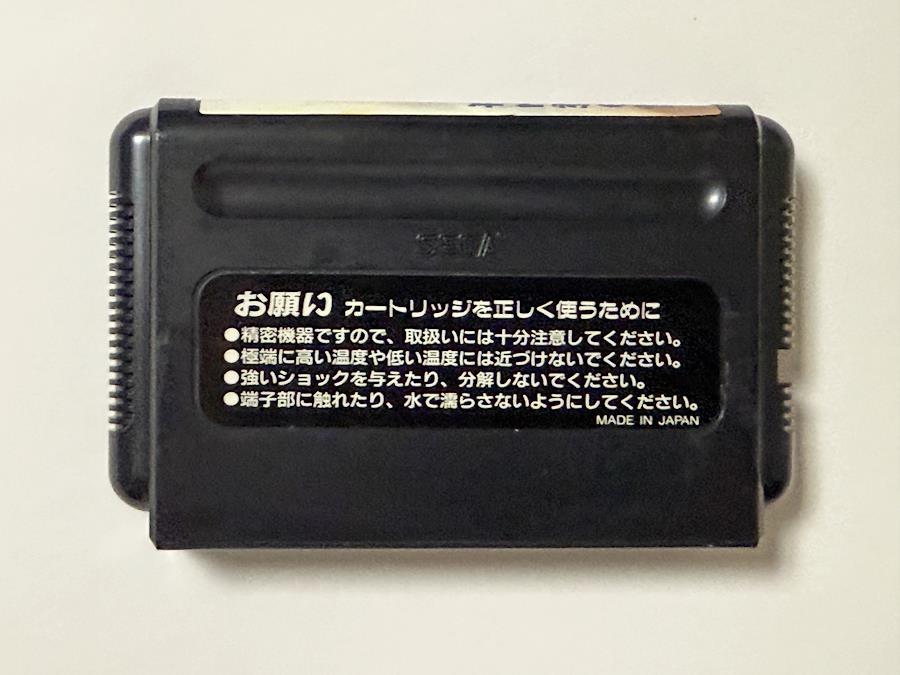 SEGA
お願い カートリッジを正しく使うために
●精密機器ですので、取扱いには十分注意してください。
●極端に高い温度や低い温度には近づけないでください。
●強いショックを与えたり、分解しないでください。
●端子部に触れたり、水で濡らさないようにしてください。
MADE IN JAPAN